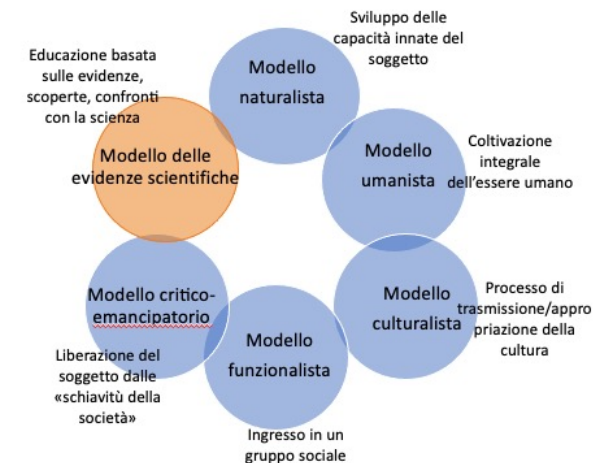 Sviluppo delle
capacità innate del
soggetto
Modello
naturalista
Educazione basata
sulle evidenze,
scoperte, confronti
con la scienza
Modello delle
evidenze scientifiche
Modello
umanista
Coltivazione
integrale
dell'essere umano
Modello
culturalista
Processo di
trasmissione/appro
priazione della
cultura
Modello critico-
emancipatorio
Liberazione del
soggetto dalle
«schiavitù della
società»
Modello
funzionalista
Ingresso in un
gruppo sociale